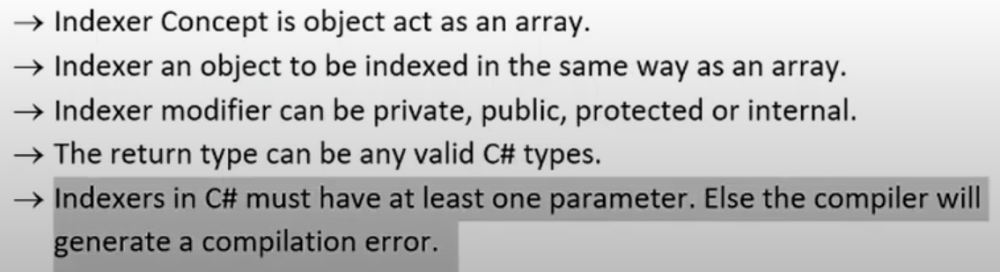 → Indexer Concept is object act as an array.
→ Indexer an object to be indexed in the same way as an array.
→ Indexer modifier can be private, public, protected or internal.
→ The return type can be any valid C# types.
→ Indexers in C# must have at least one parameter. Else the compiler will
generate a compilation error.